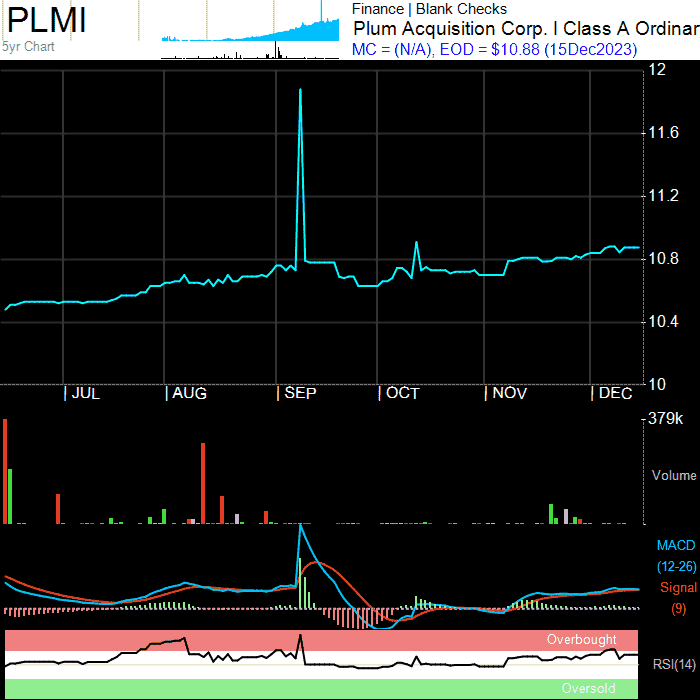 PLMI
5yr Chart
Finance | Blank Checks
Plum Acquisition Corp. I Class A Ordinar
MC = (N/A), EOD = $10.88 (15Dec2023)
12
11.6
11.2
10.8
10.4
10
| JUL | AUG | SEP | OCT | NOV | DEC
379k
Volume
MACD
(12-26)
Signal
(9)
Overbought
RSI(14)
Oversold